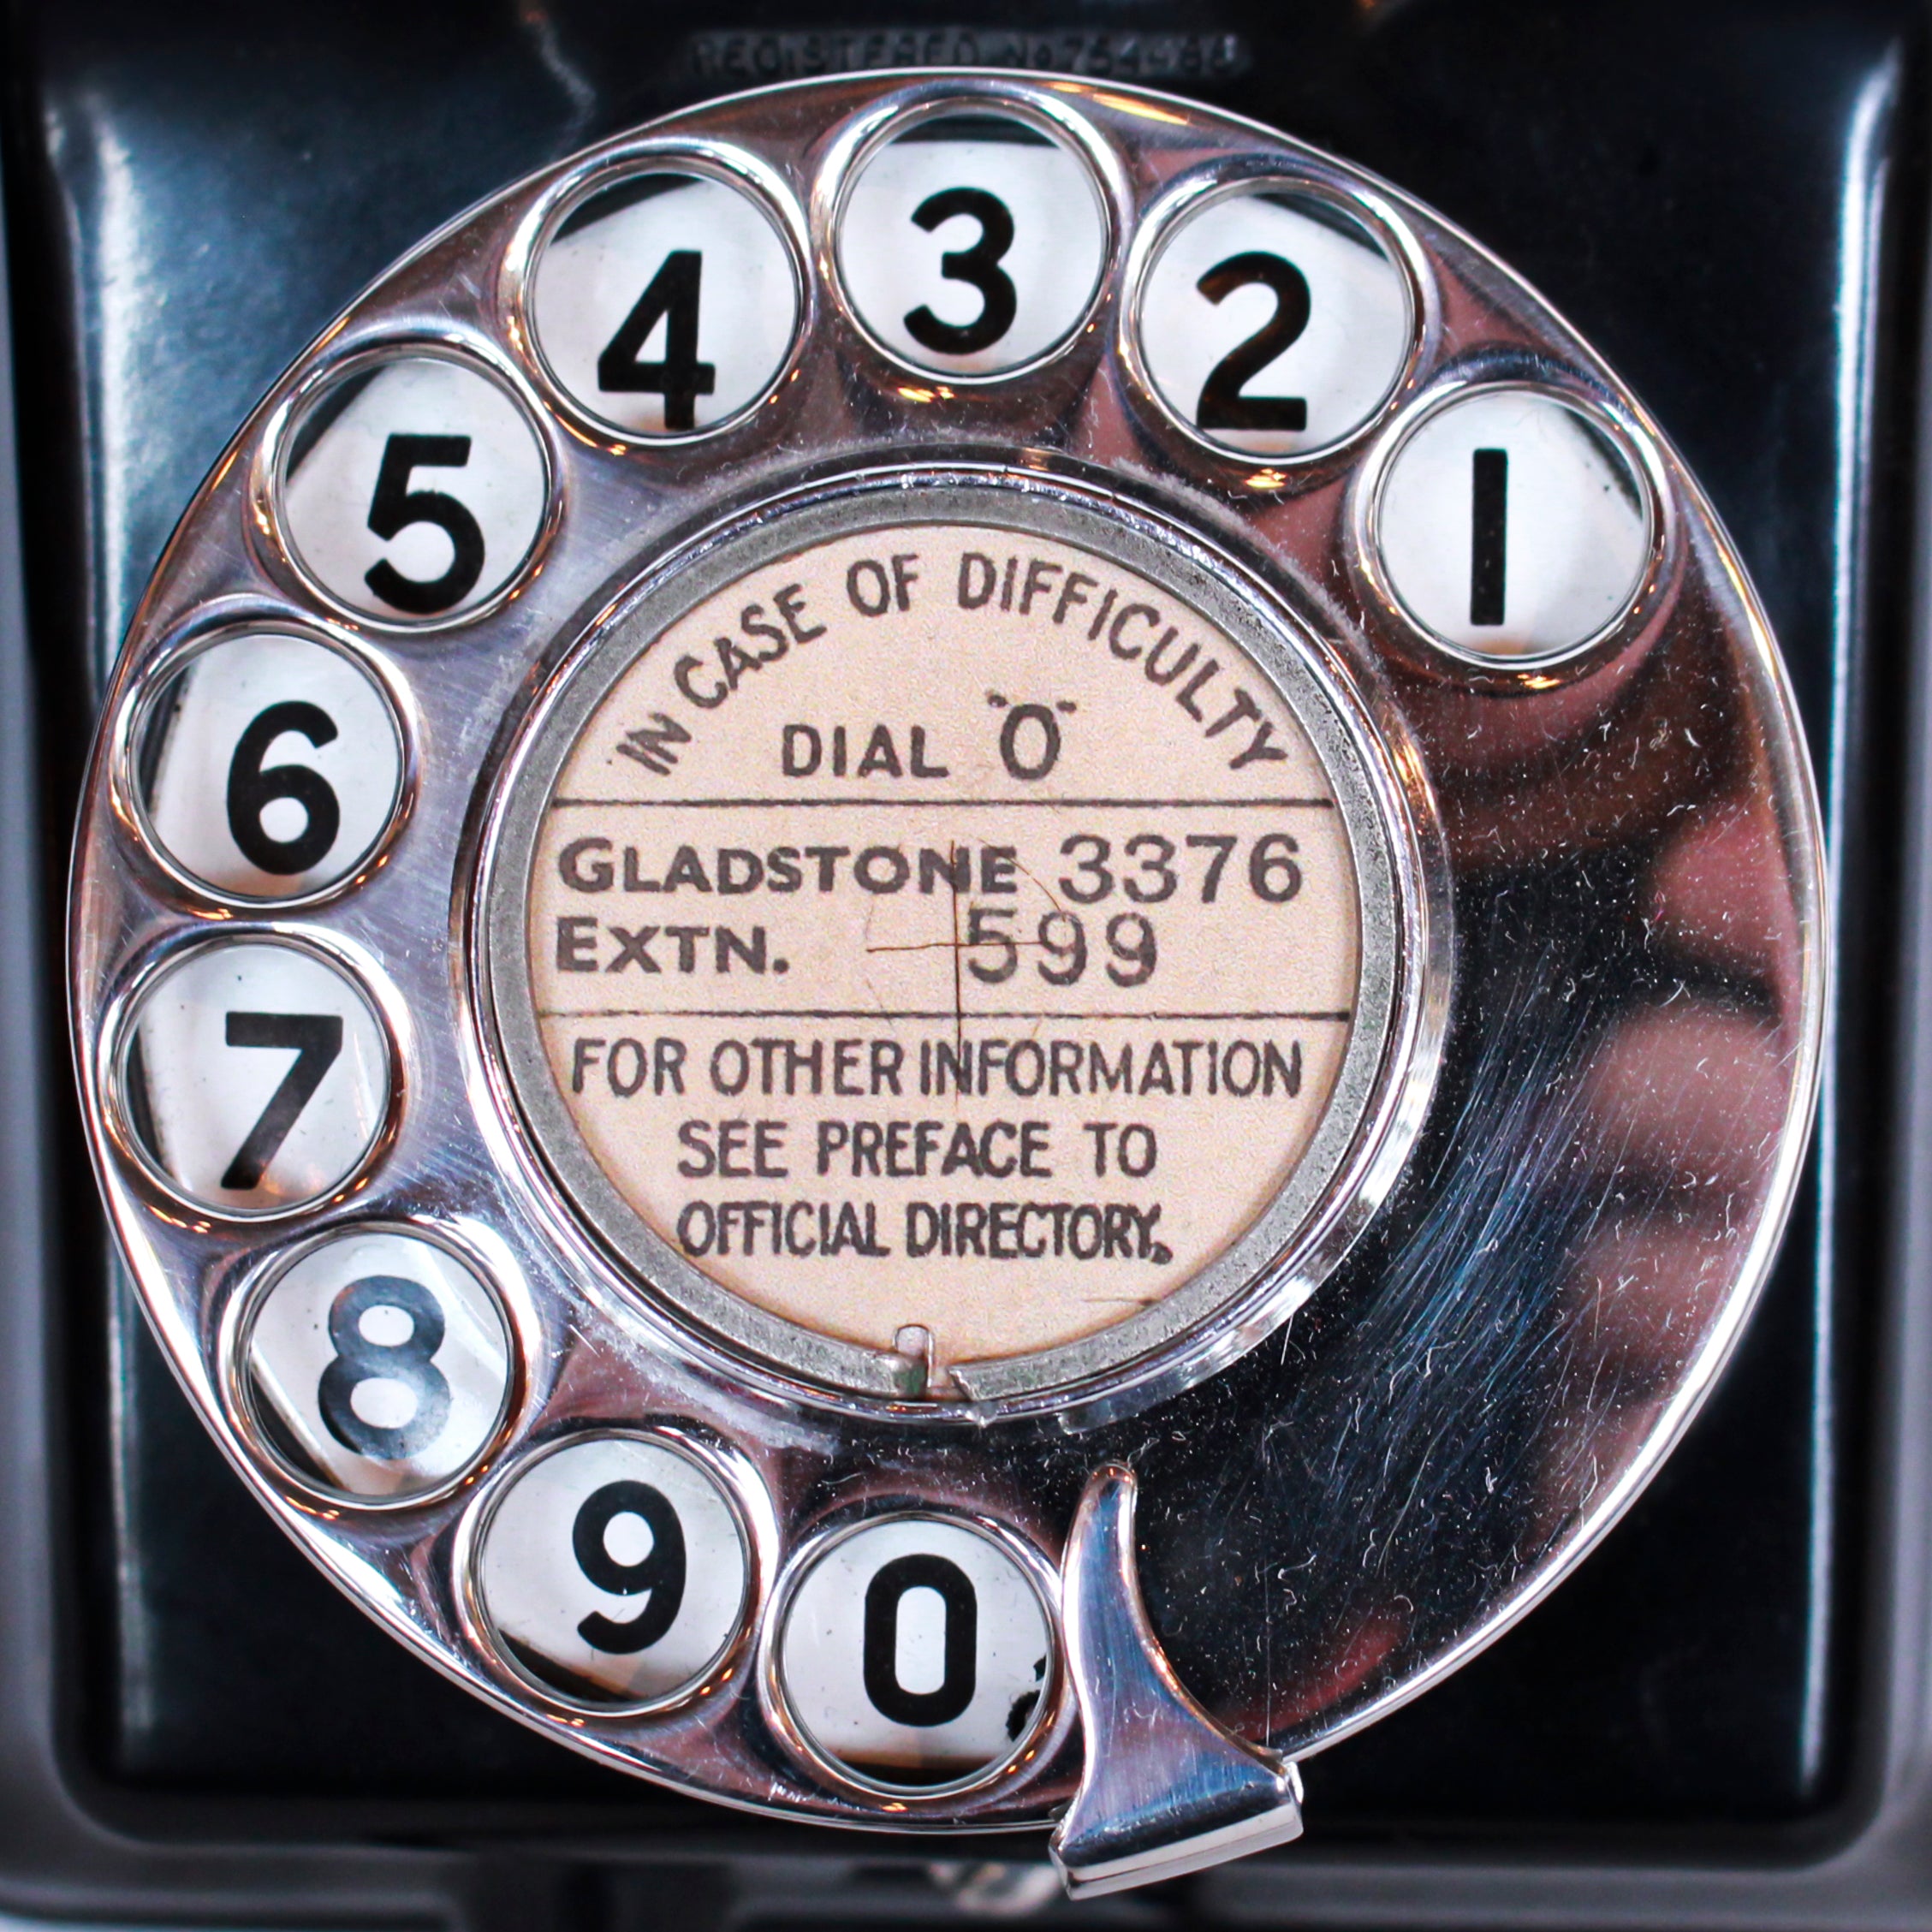 4 3 2
5 1
6
7
8
9 0
IN CASE OF DIFFICULTY
DIAL "O"
GLADSTONE 3376
EXTN. 599
FOR OTHER INFORMATION
SEE PREFACE TO
OFFICIAL DIRECTORY.